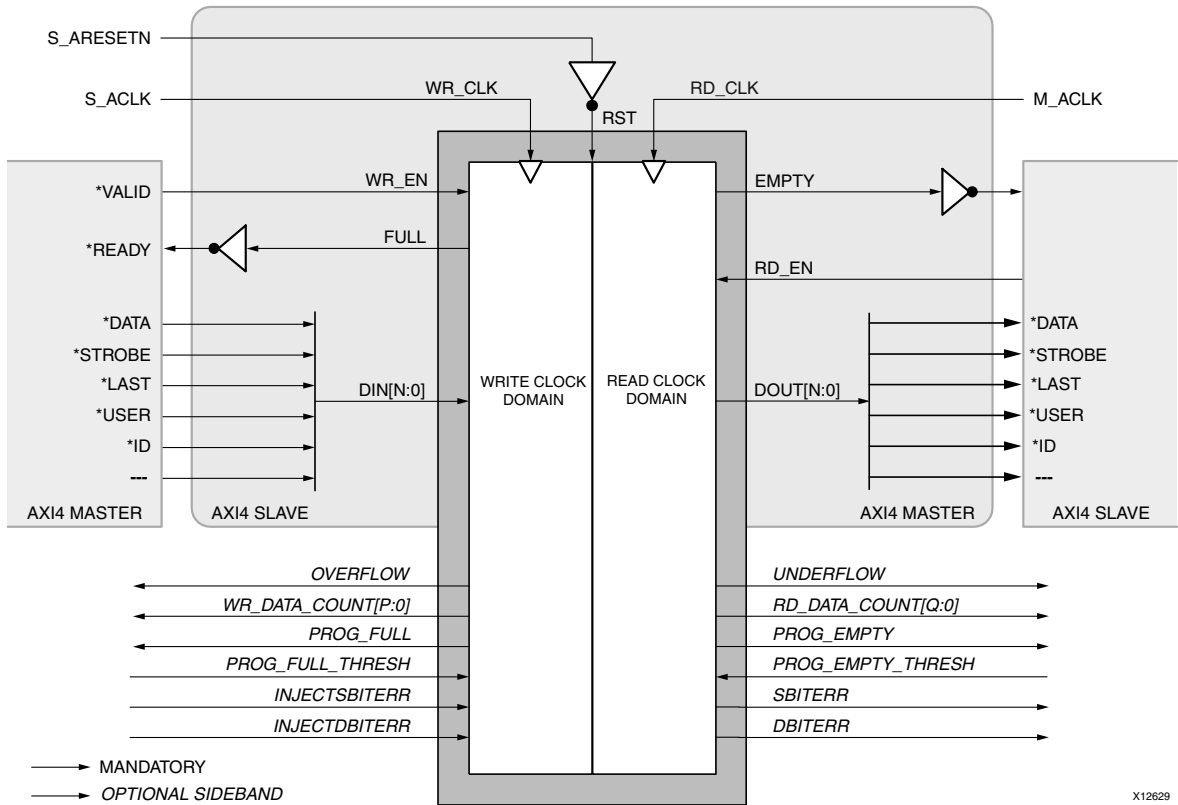 S_ARESETN
S_ACLK
WR_CLK
RD_CLK
M_ACLK
RST
*VALID
WR_EN
EMPTY
*READY
FULL
RD_EN
*DATA
*STROBE
*LAST
*USER
*ID
---
DIN[N:0]
WRITE CLOCK
DOMAIN
READ CLOCK
DOMAIN
DOUT[N:0]
*DATA
*STROBE
*LAST
*USER
*ID
---
AXI4 MASTER
AXI4 SLAVE
AXI4 MASTER
AXI4 SLAVE
OVERFLOW
WR_DATA_COUNT[P:0]
PROG_FULL
PROG_FULL_THRESH
INJECTSBITERR
INJECTDBITERR
UNDERFLOW
RD_DATA_COUNT[Q:0]
PROG_EMPTY
PROG_EMPTY_THRESH
SBITERR
DBITERR
MANDATORY
OPTIONAL SIDEBAND
X12629